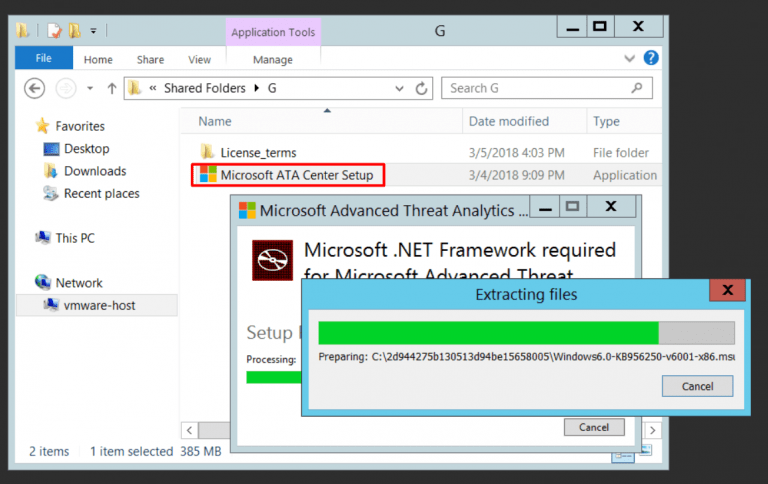 Application Tools
G
File
Home
Share
View
Manage
« Shared Folders
G
Search G
Favorites
Desktop
Downloads
Recent places
This PC
Network
vmware-host
Name
Date modified
Type
License_terms
3/5/2018 4:03 PM
File folder
Microsoft ATA Center Setup
3/4/2018 9:09 PM
Application
Microsoft Advanced Threat Analytics ...
Microsoft .NET Framework required
for Microsoft Advanced Threat
Setup
Processing:
Cancel
Extracting files
Preparing: C:\2d944275b130513d94be15658005\Windows6.0-KB956250-v6001-x86.msu
Cancel
2 items
1 item selected
385 MB